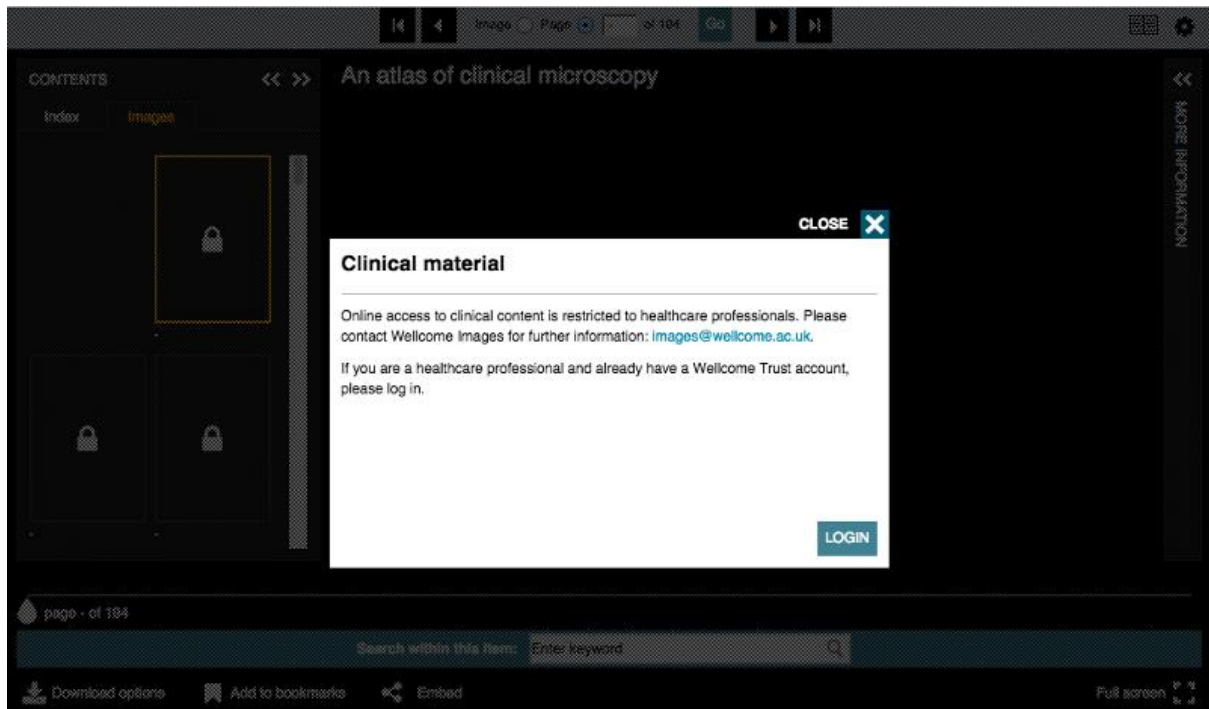 Image Page of 194 Go
CONTENTS
Index Images
An atlas of clinical microscopy
MORE INFORMATION
CLOSE
Clinical material
Online access to clinical content is restricted to healthcare professionals. Please
contact Wellcome Images for further information: images@wellcome.ac.uk.
If you are a healthcare professional and already have a Wellcome Trust account,
please log in.
LOGIN
page - of 194
Search within this item: Enter keyword
Download options Add to bookmarks Embed Full screen